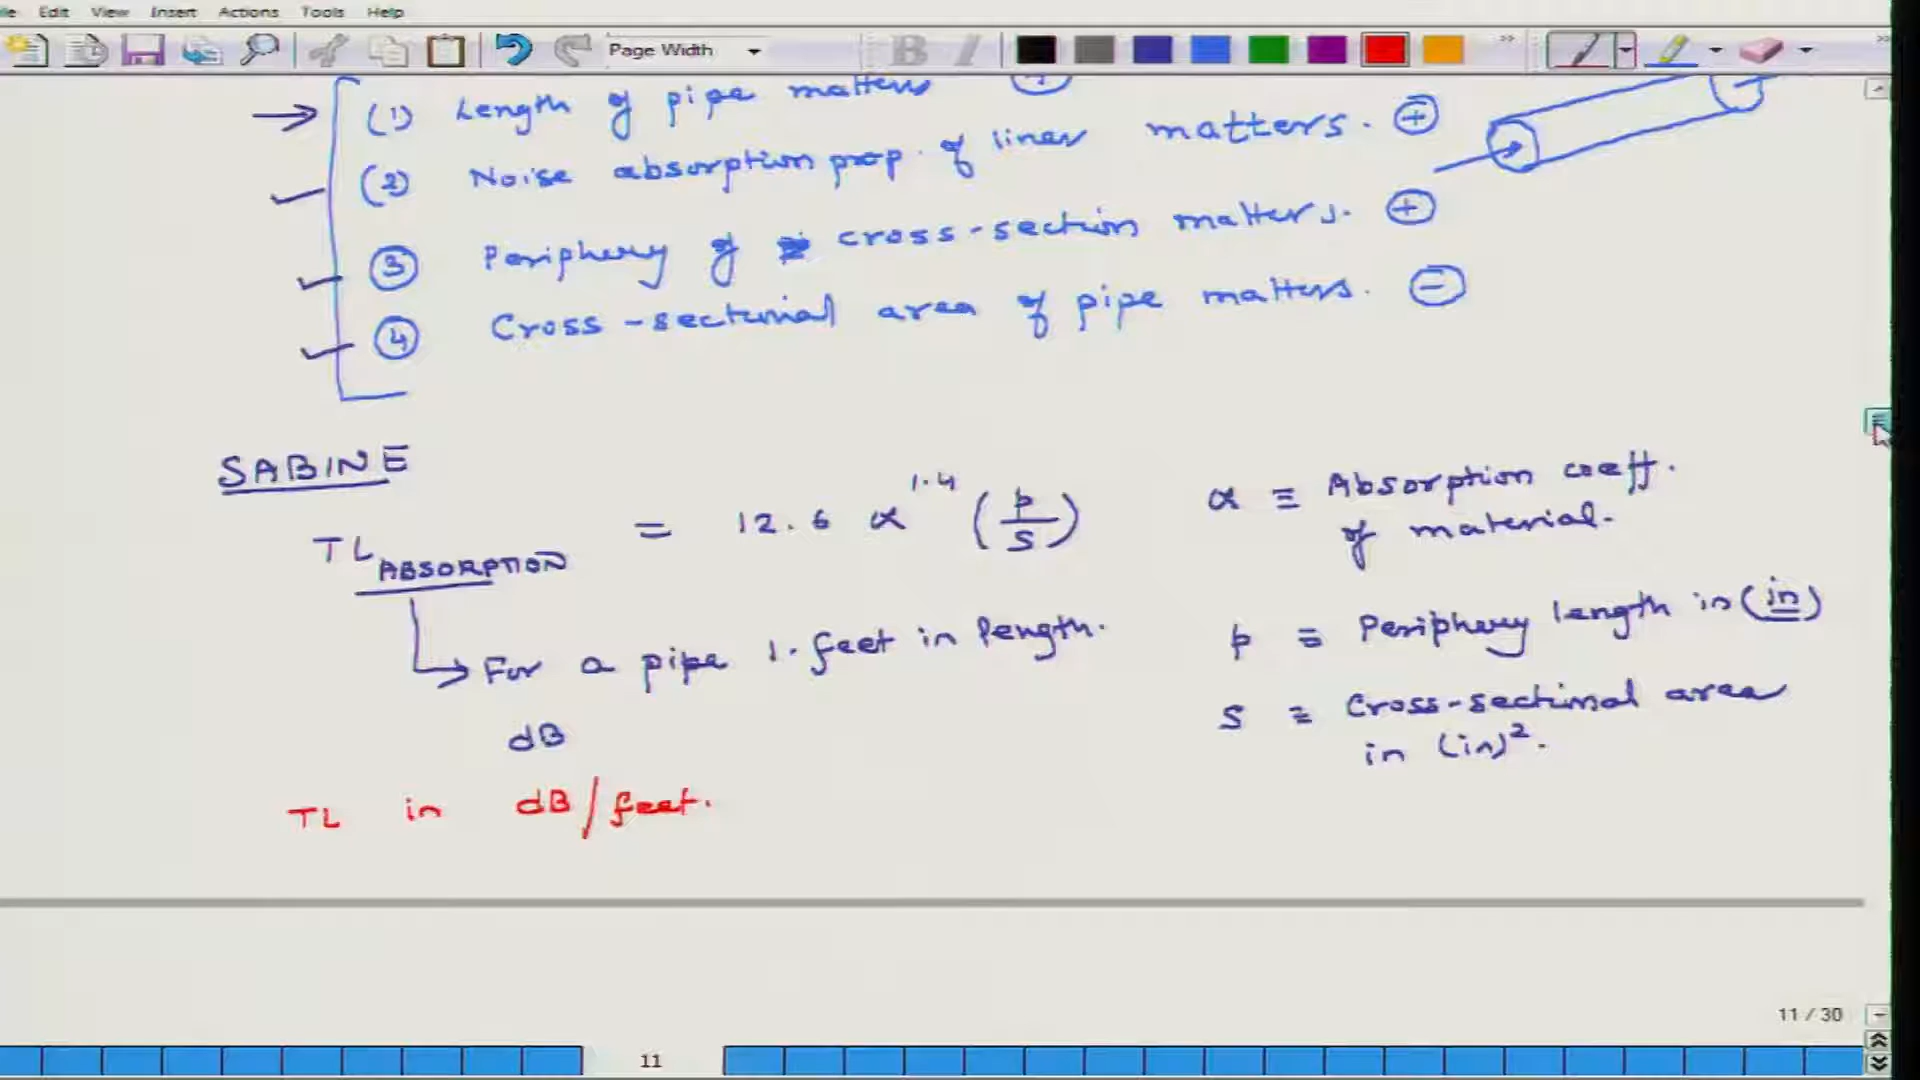 File Edit View Insert Actions Tools Help
Page Width
B I
(1) Length of pipe matters +
(2) Noise absorption prop. of liner matters. +
3 Periphery of cross-section matters. +
4 Cross-sectional area of pipe matters. −
SABINE
TL ABSORPTION = 12.6 α^1.4 (p/S)
α ≡ Absorption coeff. of material.
For a pipe 1. feet in length.
p ≡ Periphery length in (in)
dB
S ≡ Cross-sectional area
in (in)².
TL in dB/feet.
11 / 30
11